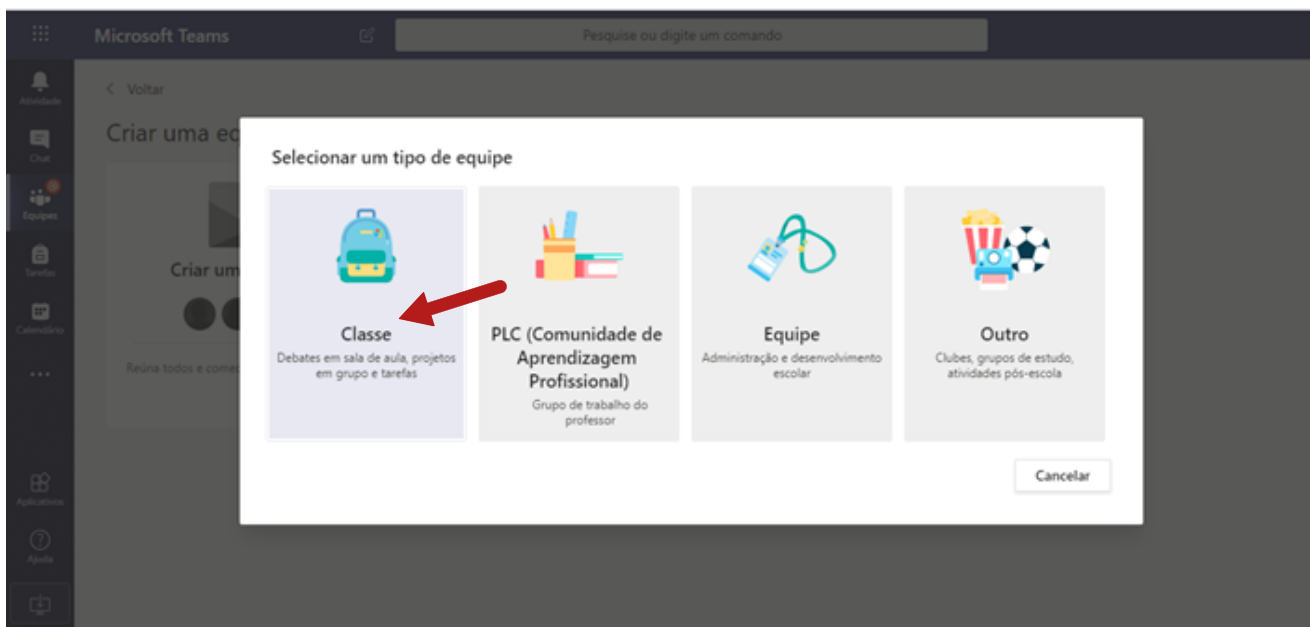 Microsoft Teams
Pesquise ou digite um comando
Atividade
Chat
Equipes
Tarefas
Calendário
Aplicativos
Ajuda
Voltar
Criar uma eq
Criar um
Reúna todos e come
Selecionar um tipo de equipe
Classe
Debates em sala de aula, projetos
em grupo e tarefas
PLC (Comunidade de
Aprendizagem
Profissional)
Grupo de trabalho do
professor
Equipe
Administração e desenvolvimento
escolar
Outro
Clubes, grupos de estudo,
atividades pós-escola
Cancelar